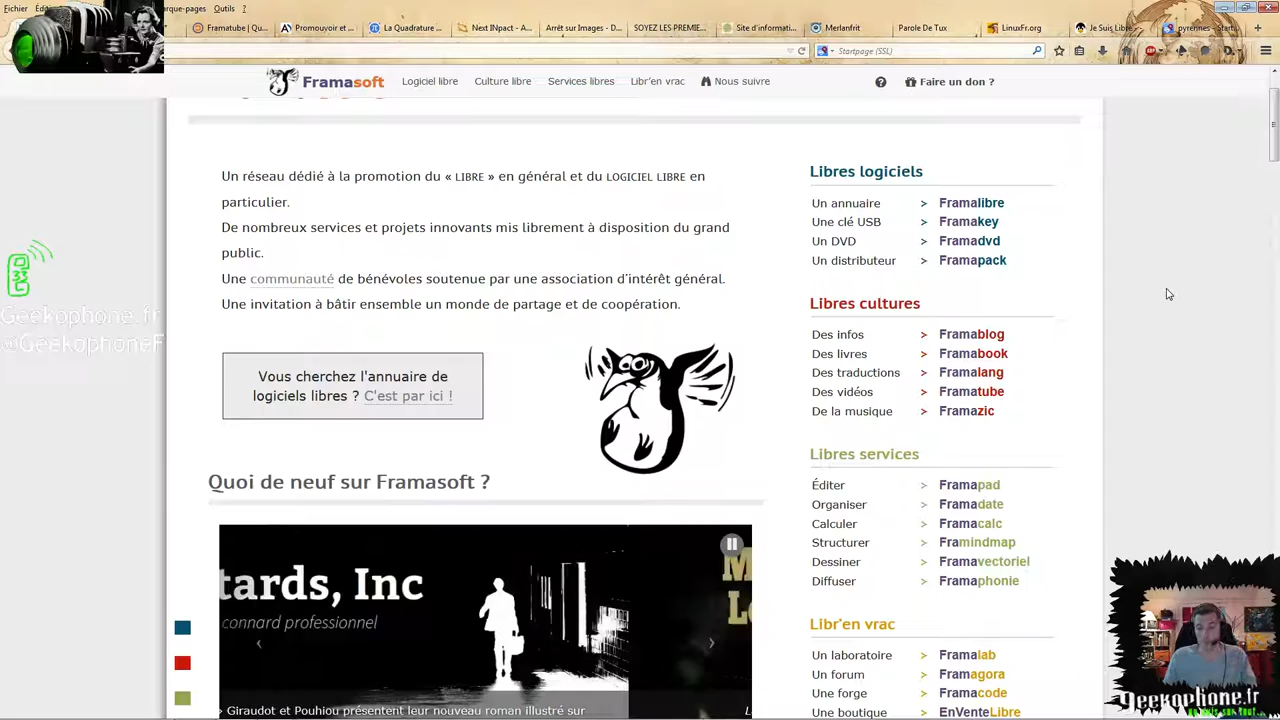 Fichier
arque-pages Outils ?
Framatube | Qu...
Promouvoir et ...
La Quadrature ...
Next INpact - A...
Arrêt sur Images - D...
SOYEZ LES PREMIE...
Site d'informati...
Merlanfrit
Parole De Tux
LinuxFr.org
Je Suis Libre
pyrennes - Start...
Startpage (SSL)
Framasoft
Logiciel libre
Culture libre
Services libres
Libr'en vrac
Nous suivre
Faire un don ?
Un réseau dédié à la promotion du « LIBRE » en général et du LOGICIEL LIBRE en
particulier.
De nombreux services et projets innovants mis librement à disposition du grand
public.
Une communauté de bénévoles soutenue par une association d'intérêt général.
Une invitation à bâtir ensemble un monde de partage et de coopération.
Vous cherchez l'annuaire de
logiciels libres ? C'est par ici !
Quoi de neuf sur Framasoft ?
tards, Inc
connard professionnel
Giraudot et Pouhiou présentent leur nouveau roman illustré sur
Libres logiciels
Un annuaire > Framalibre
Une clé USB > Framakey
Un DVD > Framadvd
Un distributeur > Framapack
Libres cultures
Des infos > Framablog
Des livres > Framabook
Des traductions > Framalang
Des vidéos > Framatube
De la musique > Framazic
Libres services
Éditer > Framapad
Organiser > Framadate
Calculer > Framacalc
Structurer > Framindmap
Dessiner > Framavectoriel
Diffuser > Framaphonie
Libr'en vrac
Un laboratoire > Framalab
Un forum > Framagora
Une forge > Framacode
Une boutique > EnVenteLibre
Geekophone.fr
@GeekophoneF
Geekophone.fr